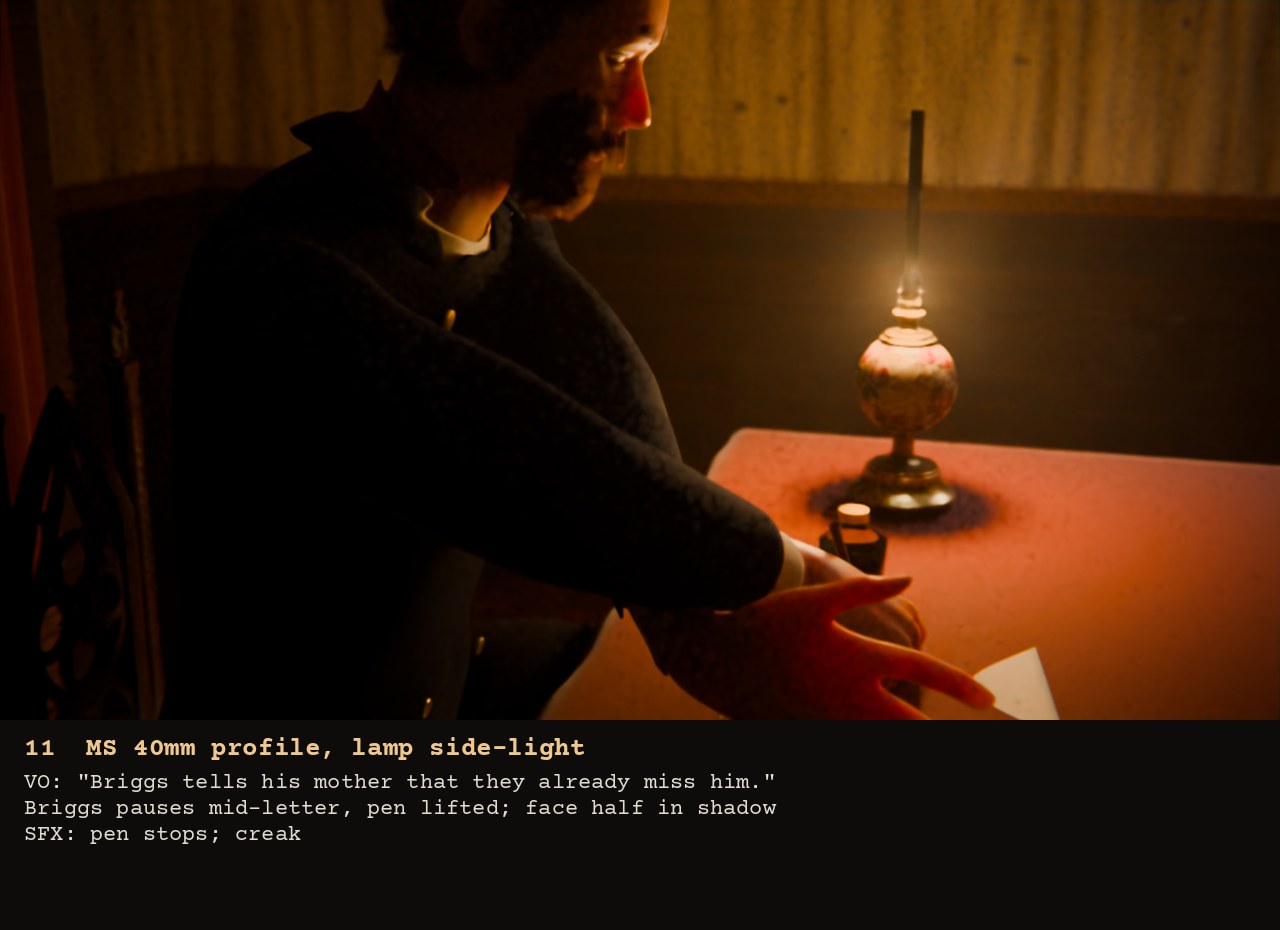 11  MS 40mm profile, lamp side-light
VO: "Briggs tells his mother that they already miss him."
Briggs pauses mid-letter, pen lifted; face half in shadow
SFX: pen stops; creak